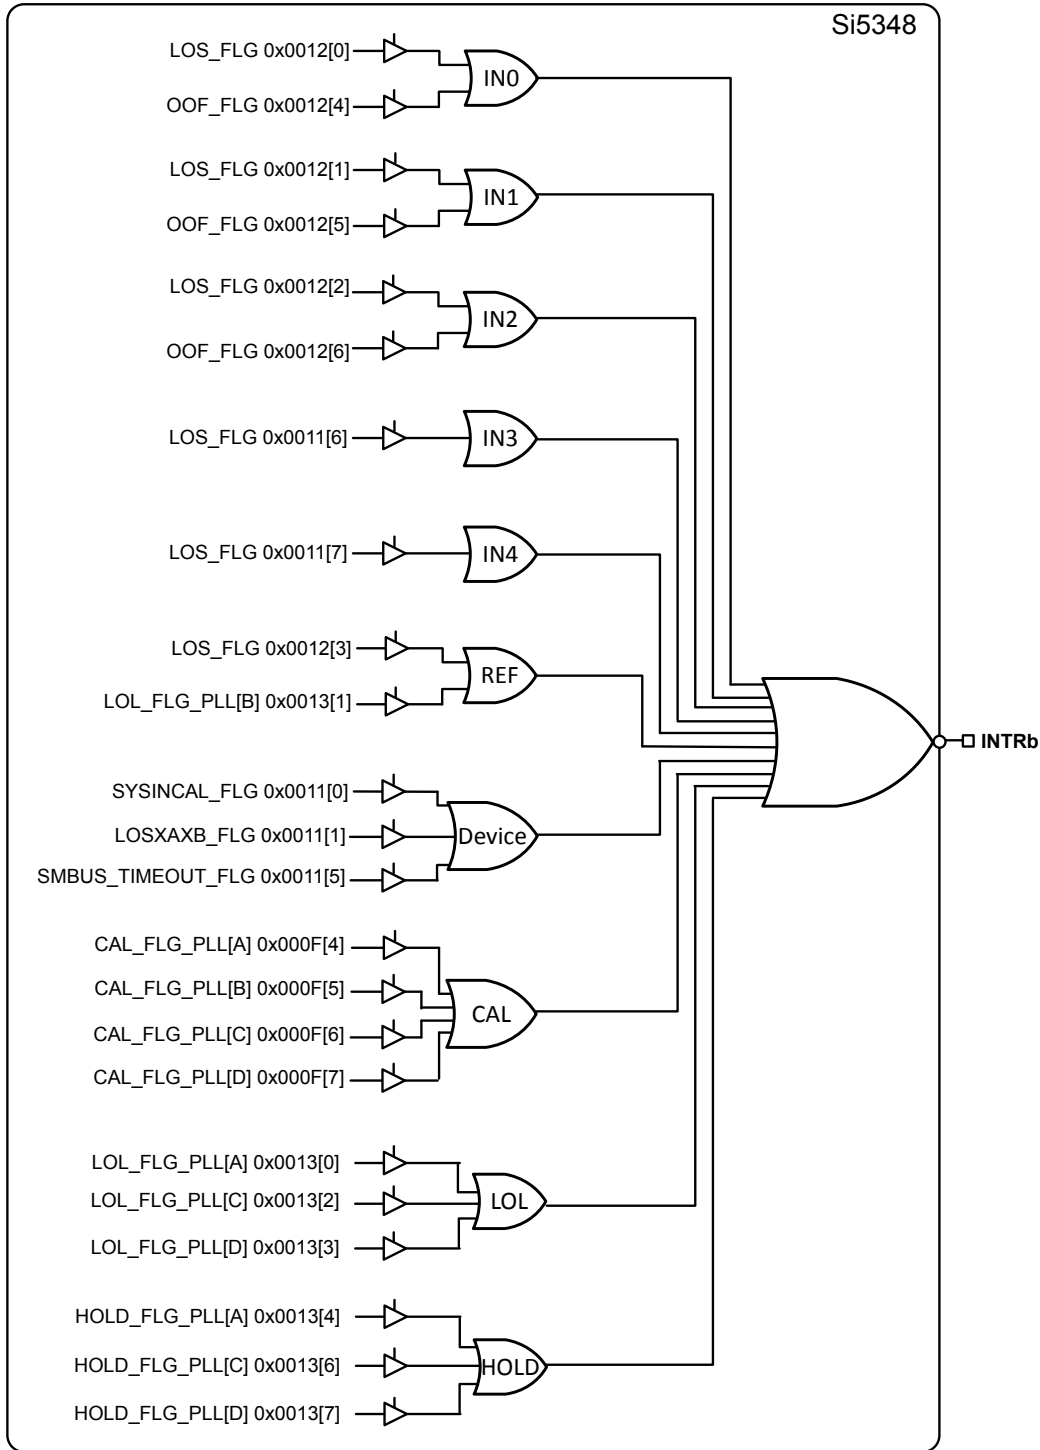 Si5348
LOS_FLG 0x0012[0]
IN0
OOF_FLG 0x0012[4]
LOS_FLG 0x0012[1]
IN1
OOF_FLG 0x0012[5]
LOS_FLG 0x0012[2]
IN2
OOF_FLG 0x0012[6]
LOS_FLG 0x0011[6]
IN3
LOS_FLG 0x0011[7]
IN4
LOS_FLG 0x0012[3]
REF
LOL_FLG_PLL[B] 0x0013[1]
INTRb
SYSINCAL_FLG 0x0011[0]
LOSXAXB_FLG 0x0011[1]
Device
SMBUS_TIMEOUT_FLG 0x0011[5]
CAL_FLG_PLL[A] 0x000F[4]
CAL_FLG_PLL[B] 0x000F[5]
CAL
CAL_FLG_PLL[C] 0x000F[6]
CAL_FLG_PLL[D] 0x000F[7]
LOL_FLG_PLL[A] 0x0013[0]
LOL_FLG_PLL[C] 0x0013[2]
LOL
LOL_FLG_PLL[D] 0x0013[3]
HOLD_FLG_PLL[A] 0x0013[4]
HOLD_FLG_PLL[C] 0x0013[6]
HOLD
HOLD_FLG_PLL[D] 0x0013[7]